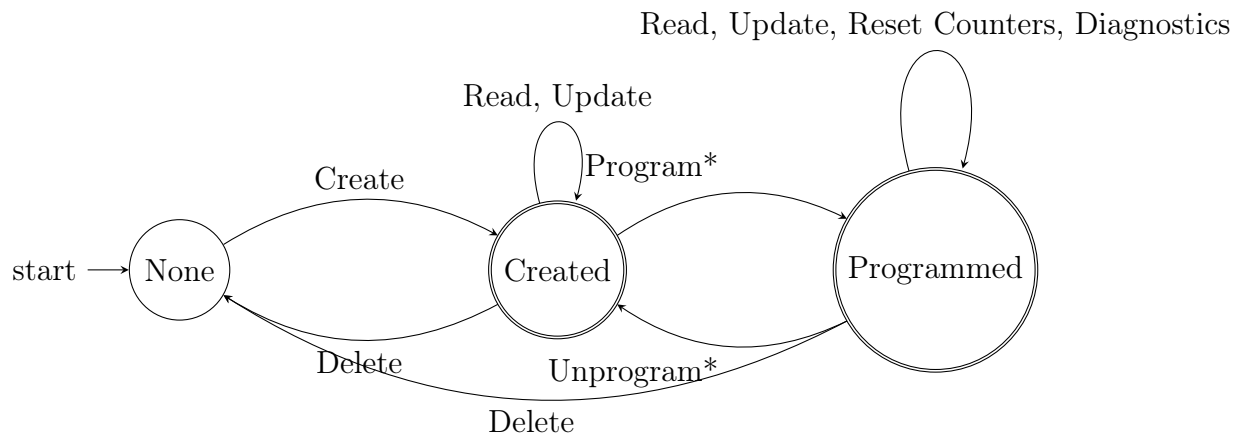 Read, Update, Reset Counters, Diagnostics
Read, Update
Program*
Create
start
None
Created
Programmed
Delete
Unprogram*
Delete